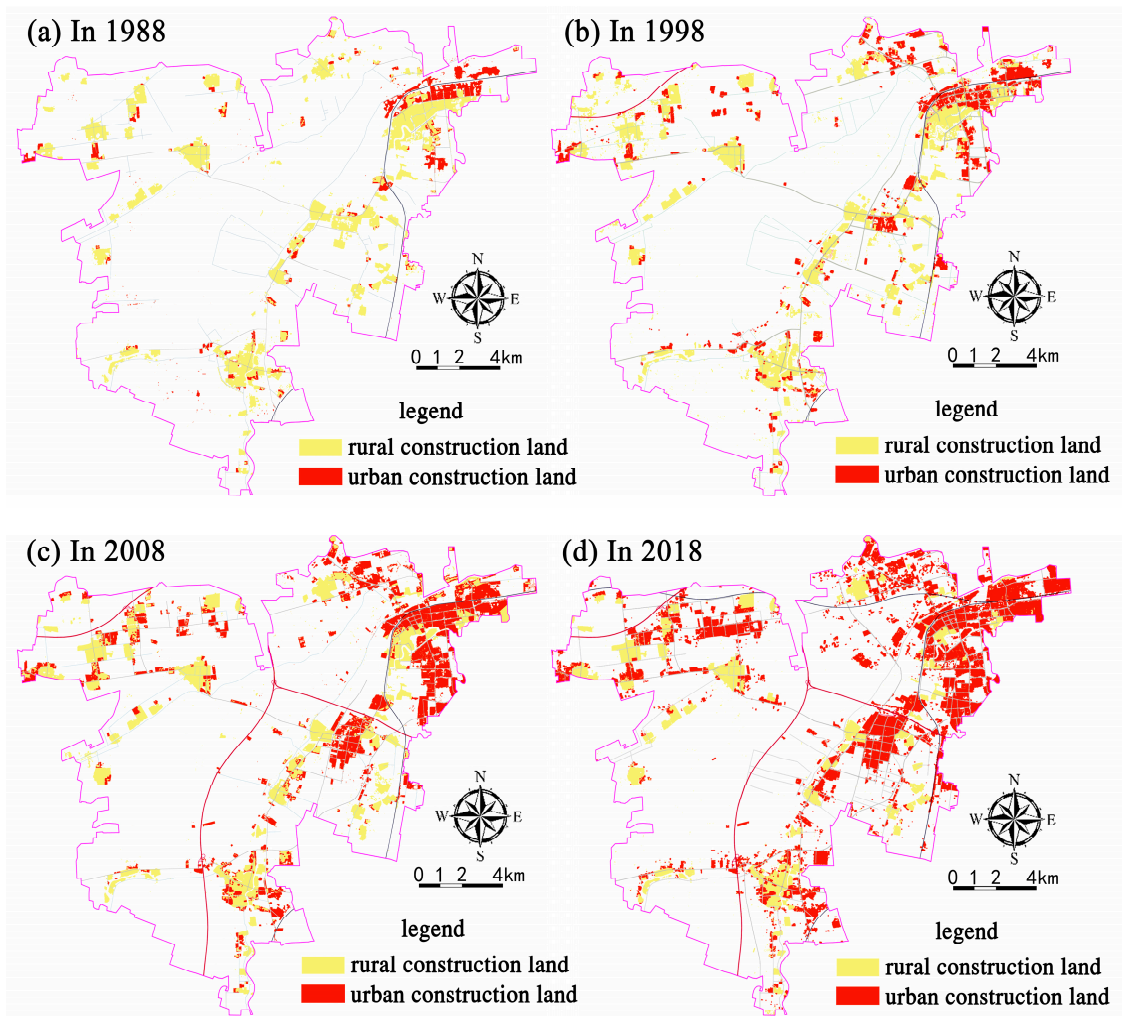 (a) In 1988
N
W E
S
0 1 2 4km
legend
rural construction land
urban construction land
(b) In 1998
N
W E
S
0 1 2 4km
legend
rural construction land
urban construction land
(c) In 2008
N
W E
S
0 1 2 4km
legend
rural construction land
urban construction land
(d) In 2018
N
W E
S
0 1 2 4km
legend
rural construction land
urban construction land